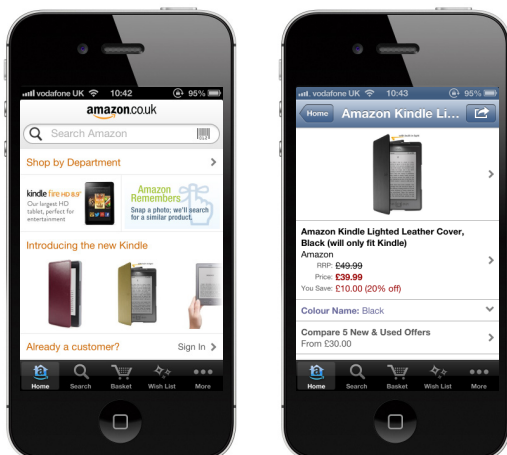 vodafone UK 10:42 95%
amazon.co.uk
Search Amazon
Shop by Department
kindle fire HD 8.9"
Our largest HD
tablet, perfect for
entertainment
Amazon
Remembers
Snap a photo; we'll search
for a similar product.
Introducing the new Kindle
Already a customer? Sign In
Home Search Basket Wish List More
vodafone UK 10:43 95%
Home Amazon Kindle Li...
Amazon Kindle Lighted Leather Cover,
Black (will only fit Kindle)
Amazon
RRP: £49.99
Price: £39.99
You Save: £10.00 (20% off)
Colour Name: Black
Compare 5 New & Used Offers
From £30.00
Home Search Basket Wish List More